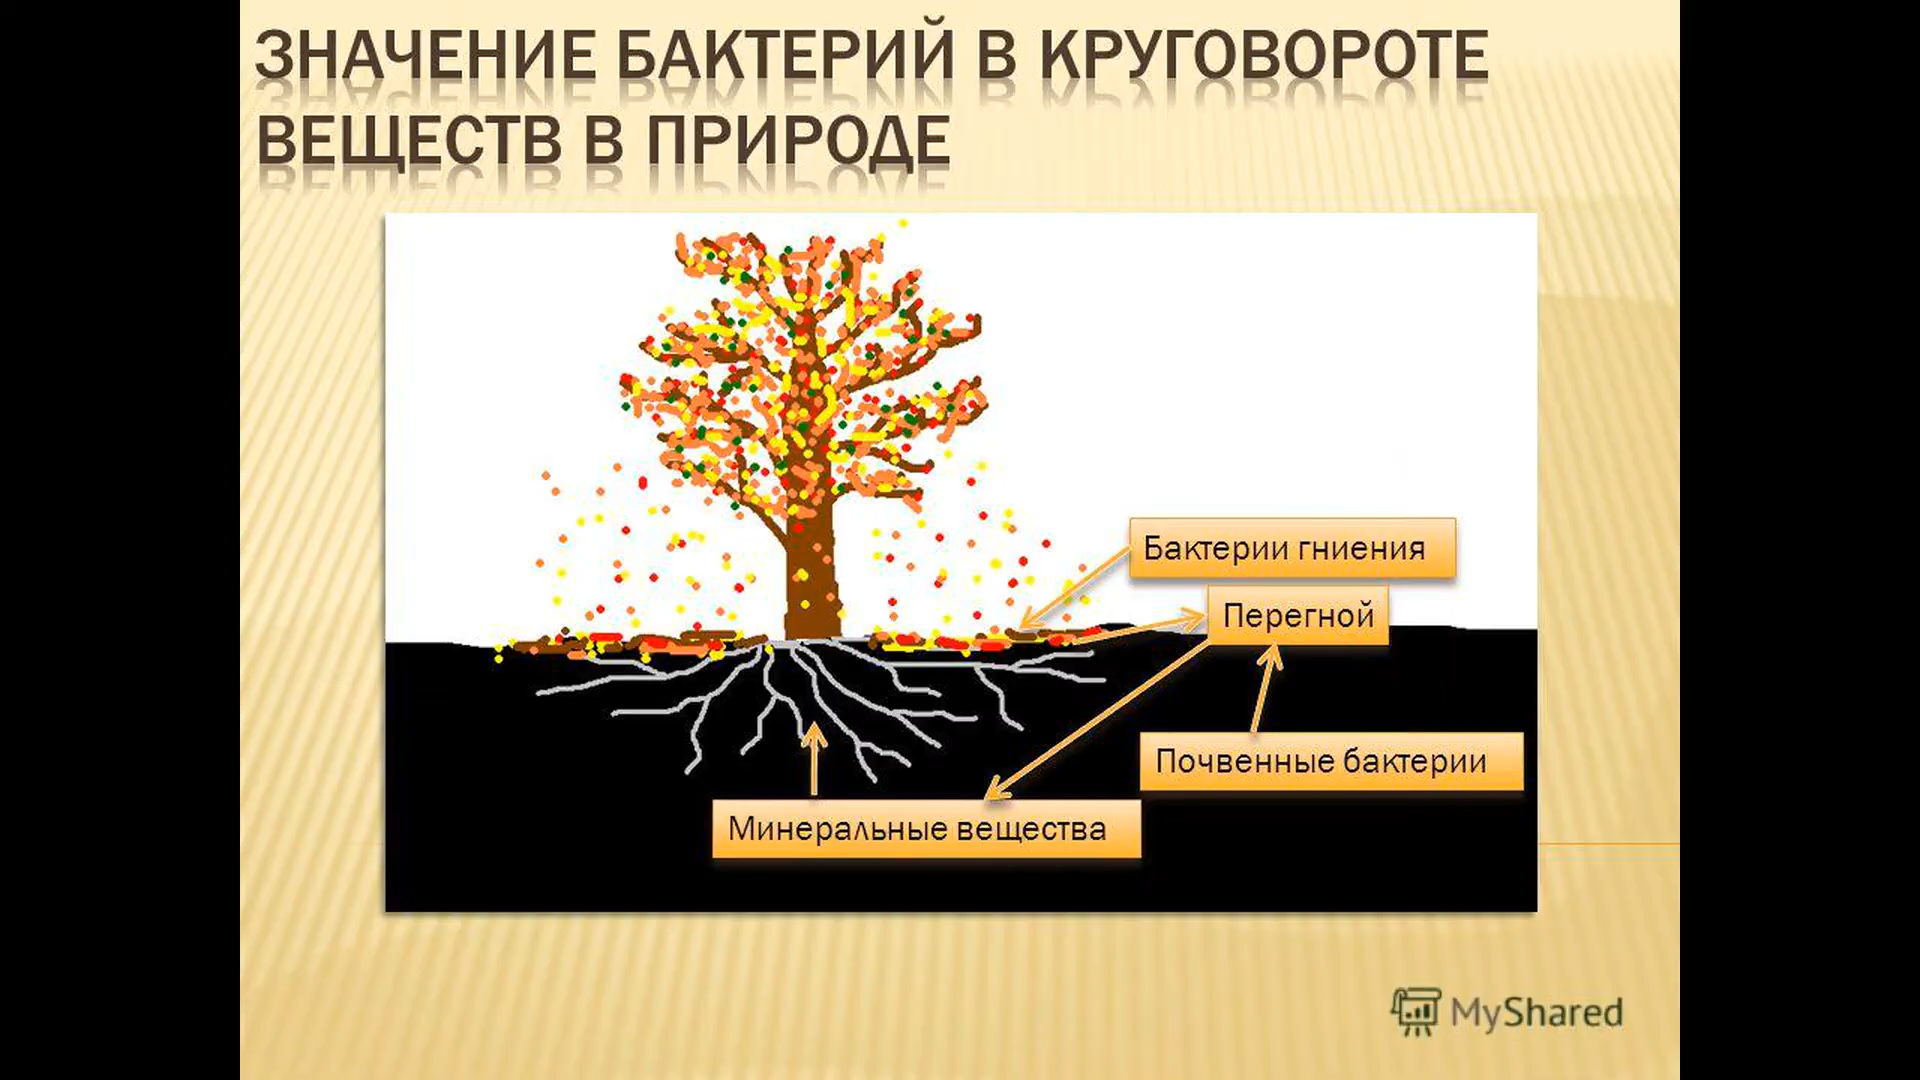 ЗНАЧЕНИЕ БАКТЕРИЙ В КРУГОВОРОТЕ
ВЕЩЕСТВ В ПРИРОДЕ
Бактерии гниения
Перегной
Почвенные бактерии
Минеральные вещества
MyShared